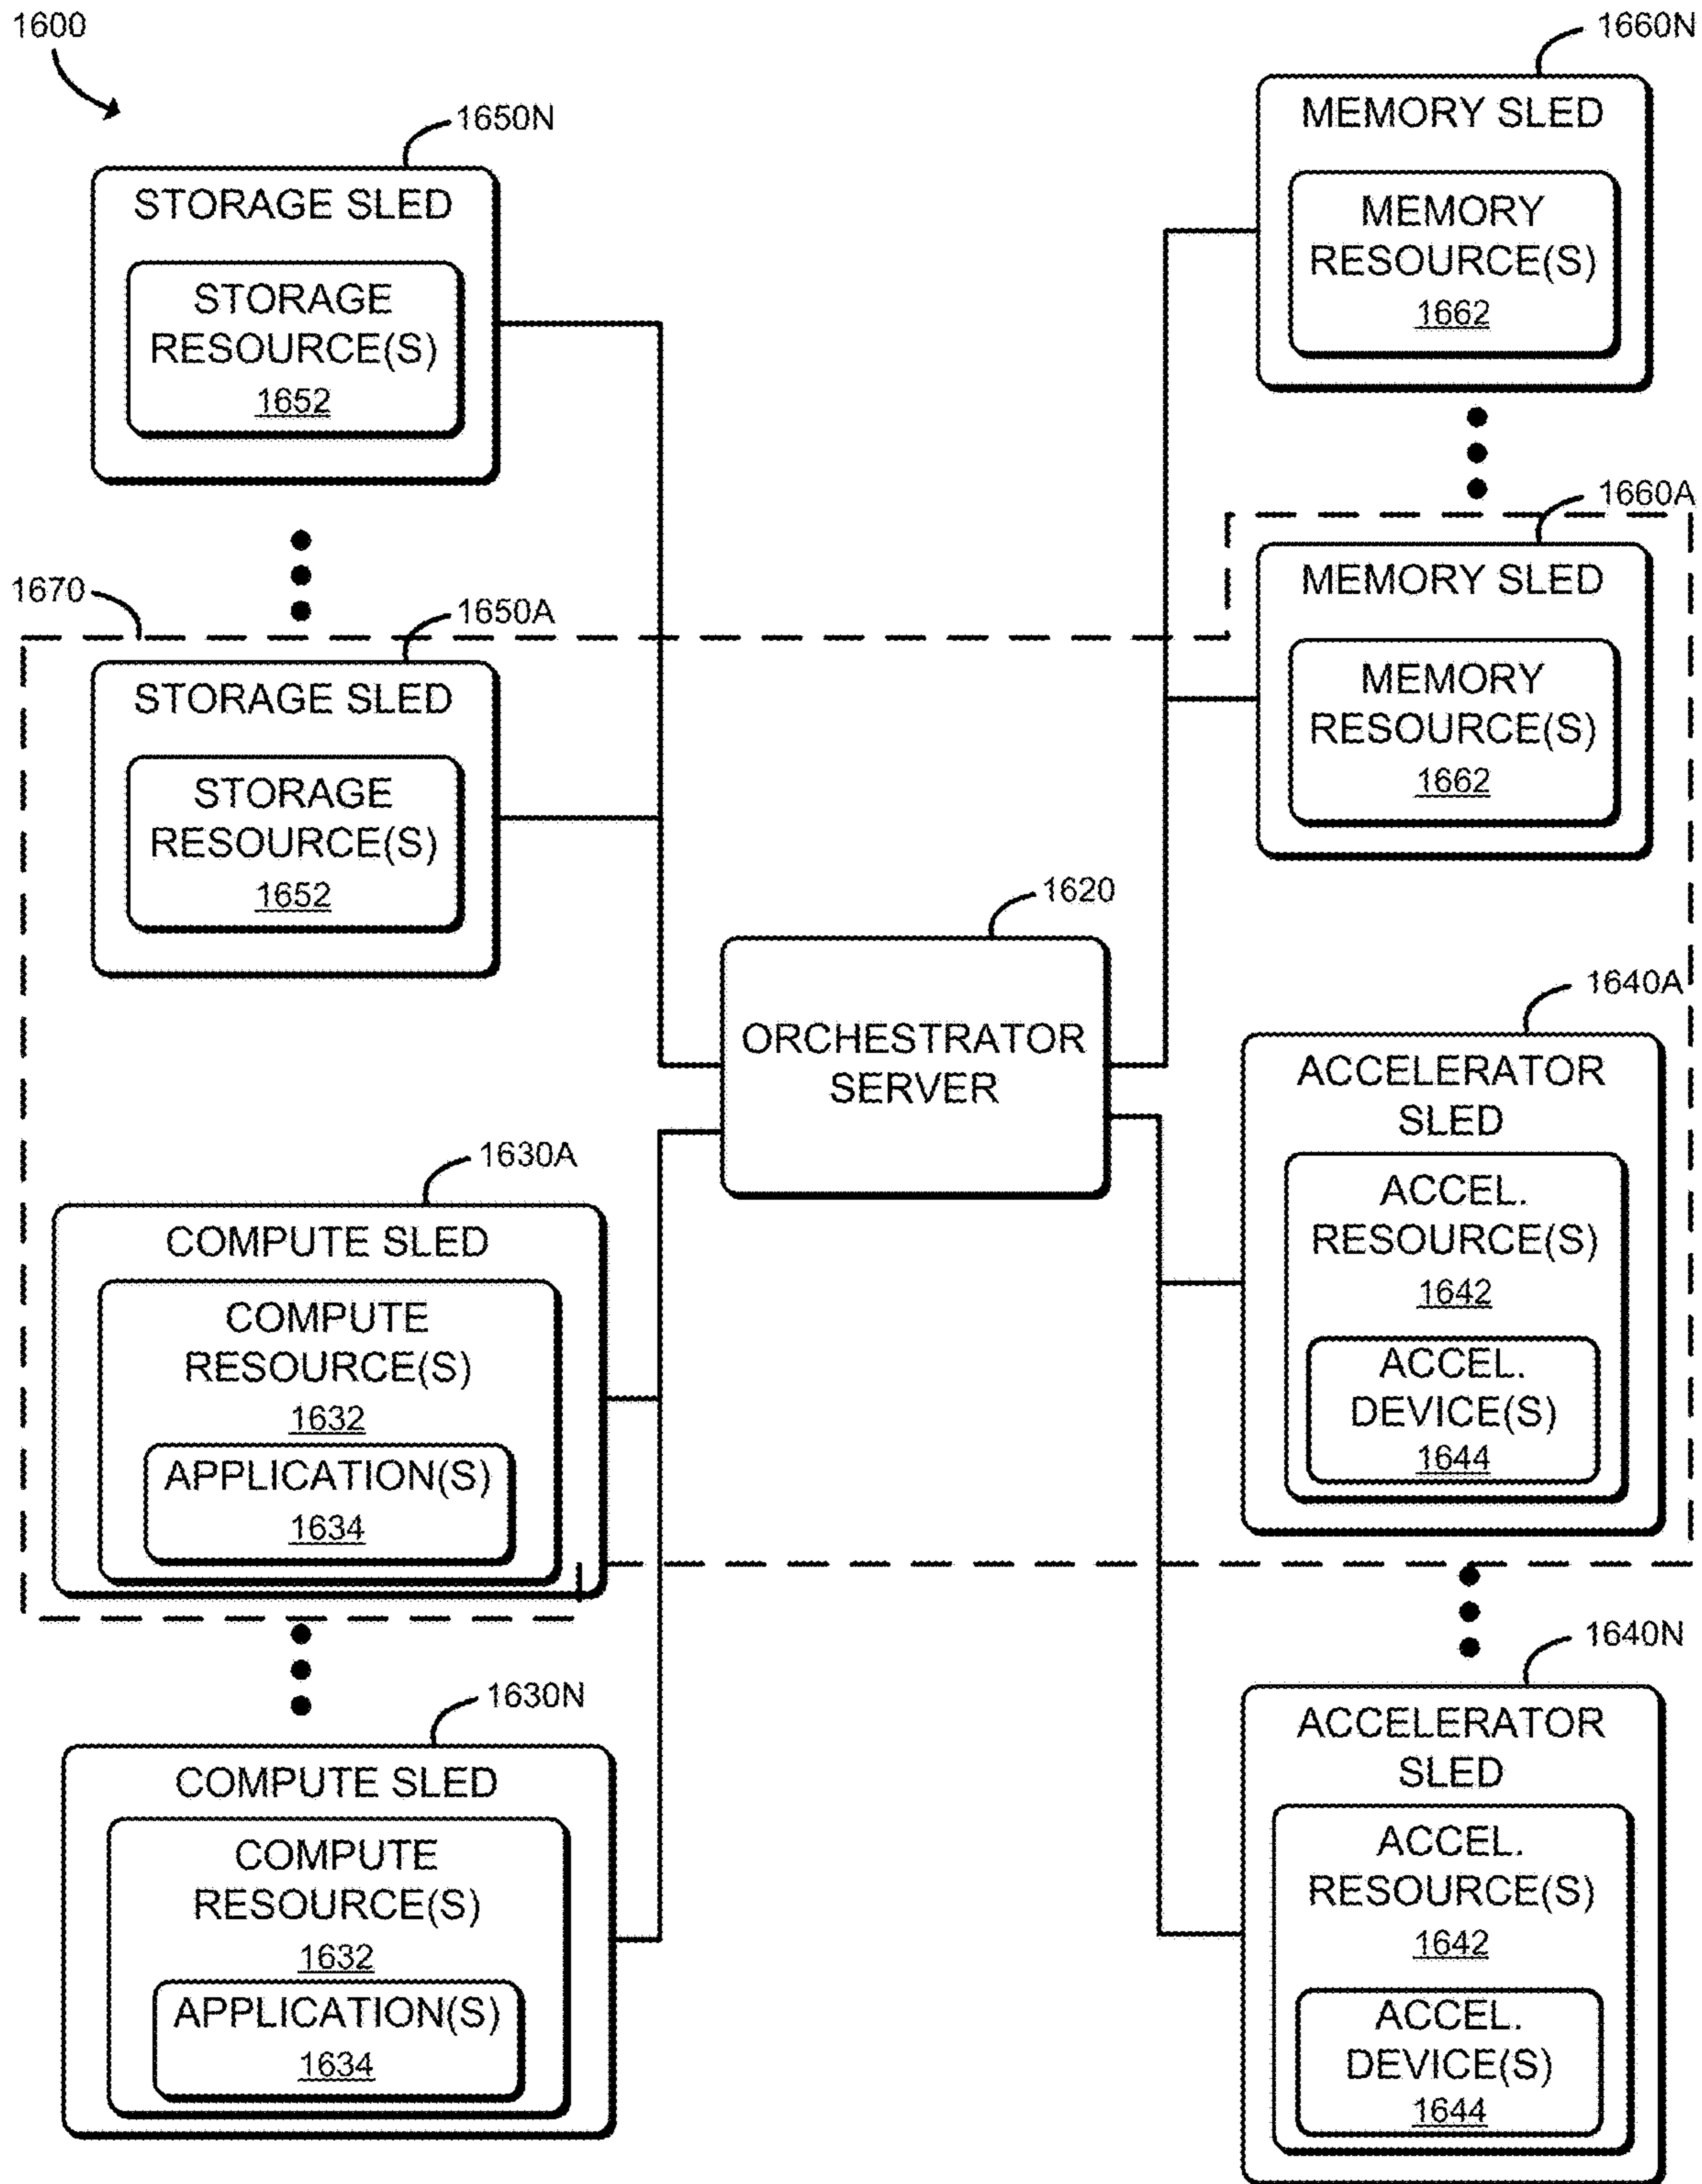 1600
1650N
STORAGE SLED
STORAGE
RESOURCE(S)
1652
1670
1650A
STORAGE SLED
STORAGE
RESOURCE(S)
1652
1630A
COMPUTE SLED
COMPUTE
RESOURCE(S)
1632
APPLICATION(S)
1634
1630N
COMPUTE SLED
COMPUTE
RESOURCE(S)
1632
APPLICATION(S)
1634
1620
ORCHESTRATOR
SERVER
1660N
MEMORY SLED
MEMORY
RESOURCE(S)
1662
1660A
MEMORY SLED
MEMORY
RESOURCE(S)
1662
1640A
ACCELERATOR
SLED
ACCEL.
RESOURCE(S)
1642
ACCEL.
DEVICE(S)
1644
1640N
ACCELERATOR
SLED
ACCEL.
RESOURCE(S)
1642
ACCEL.
DEVICE(S)
1644